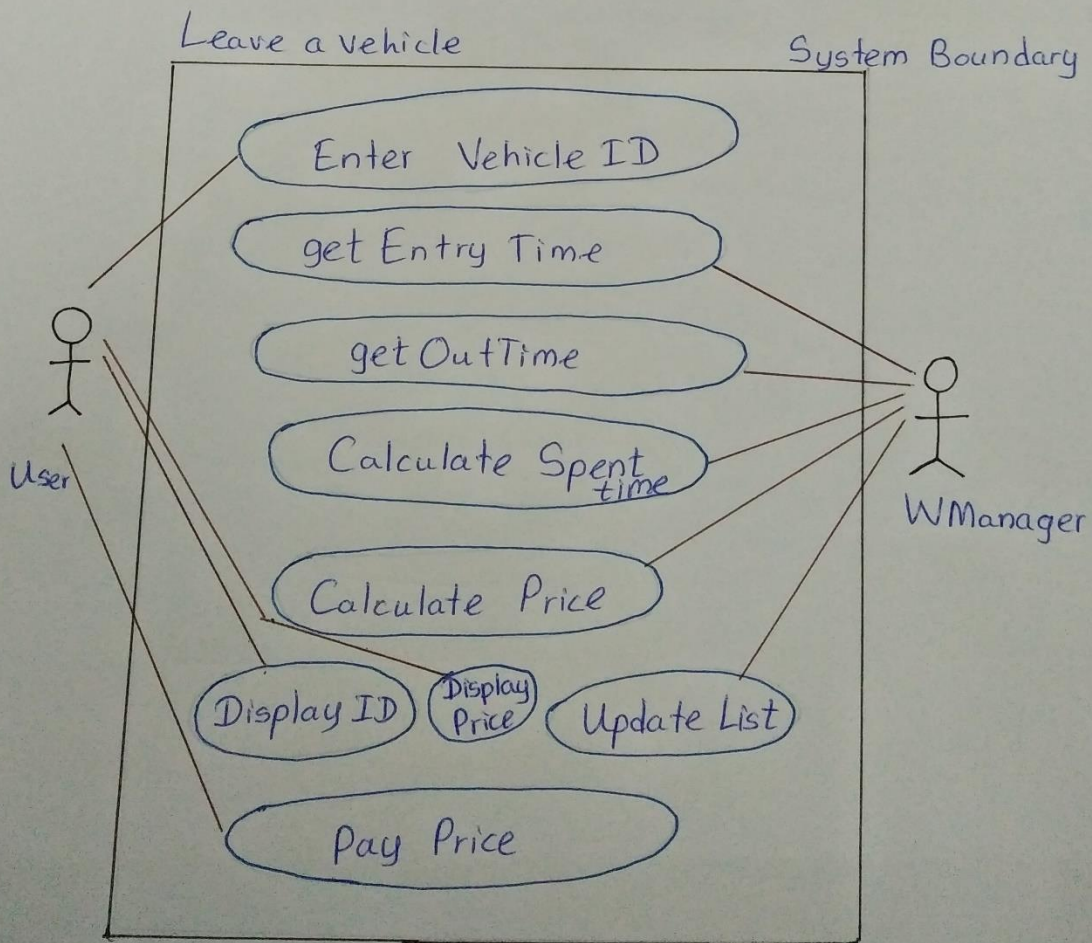 Leave a vehicle
System Boundary
Enter Vehicle ID
get Entry Time
get OutTime
Calculate Spent
time
User
WManager
Calculate Price
Display ID
Display
Price
Update List
Pay Price